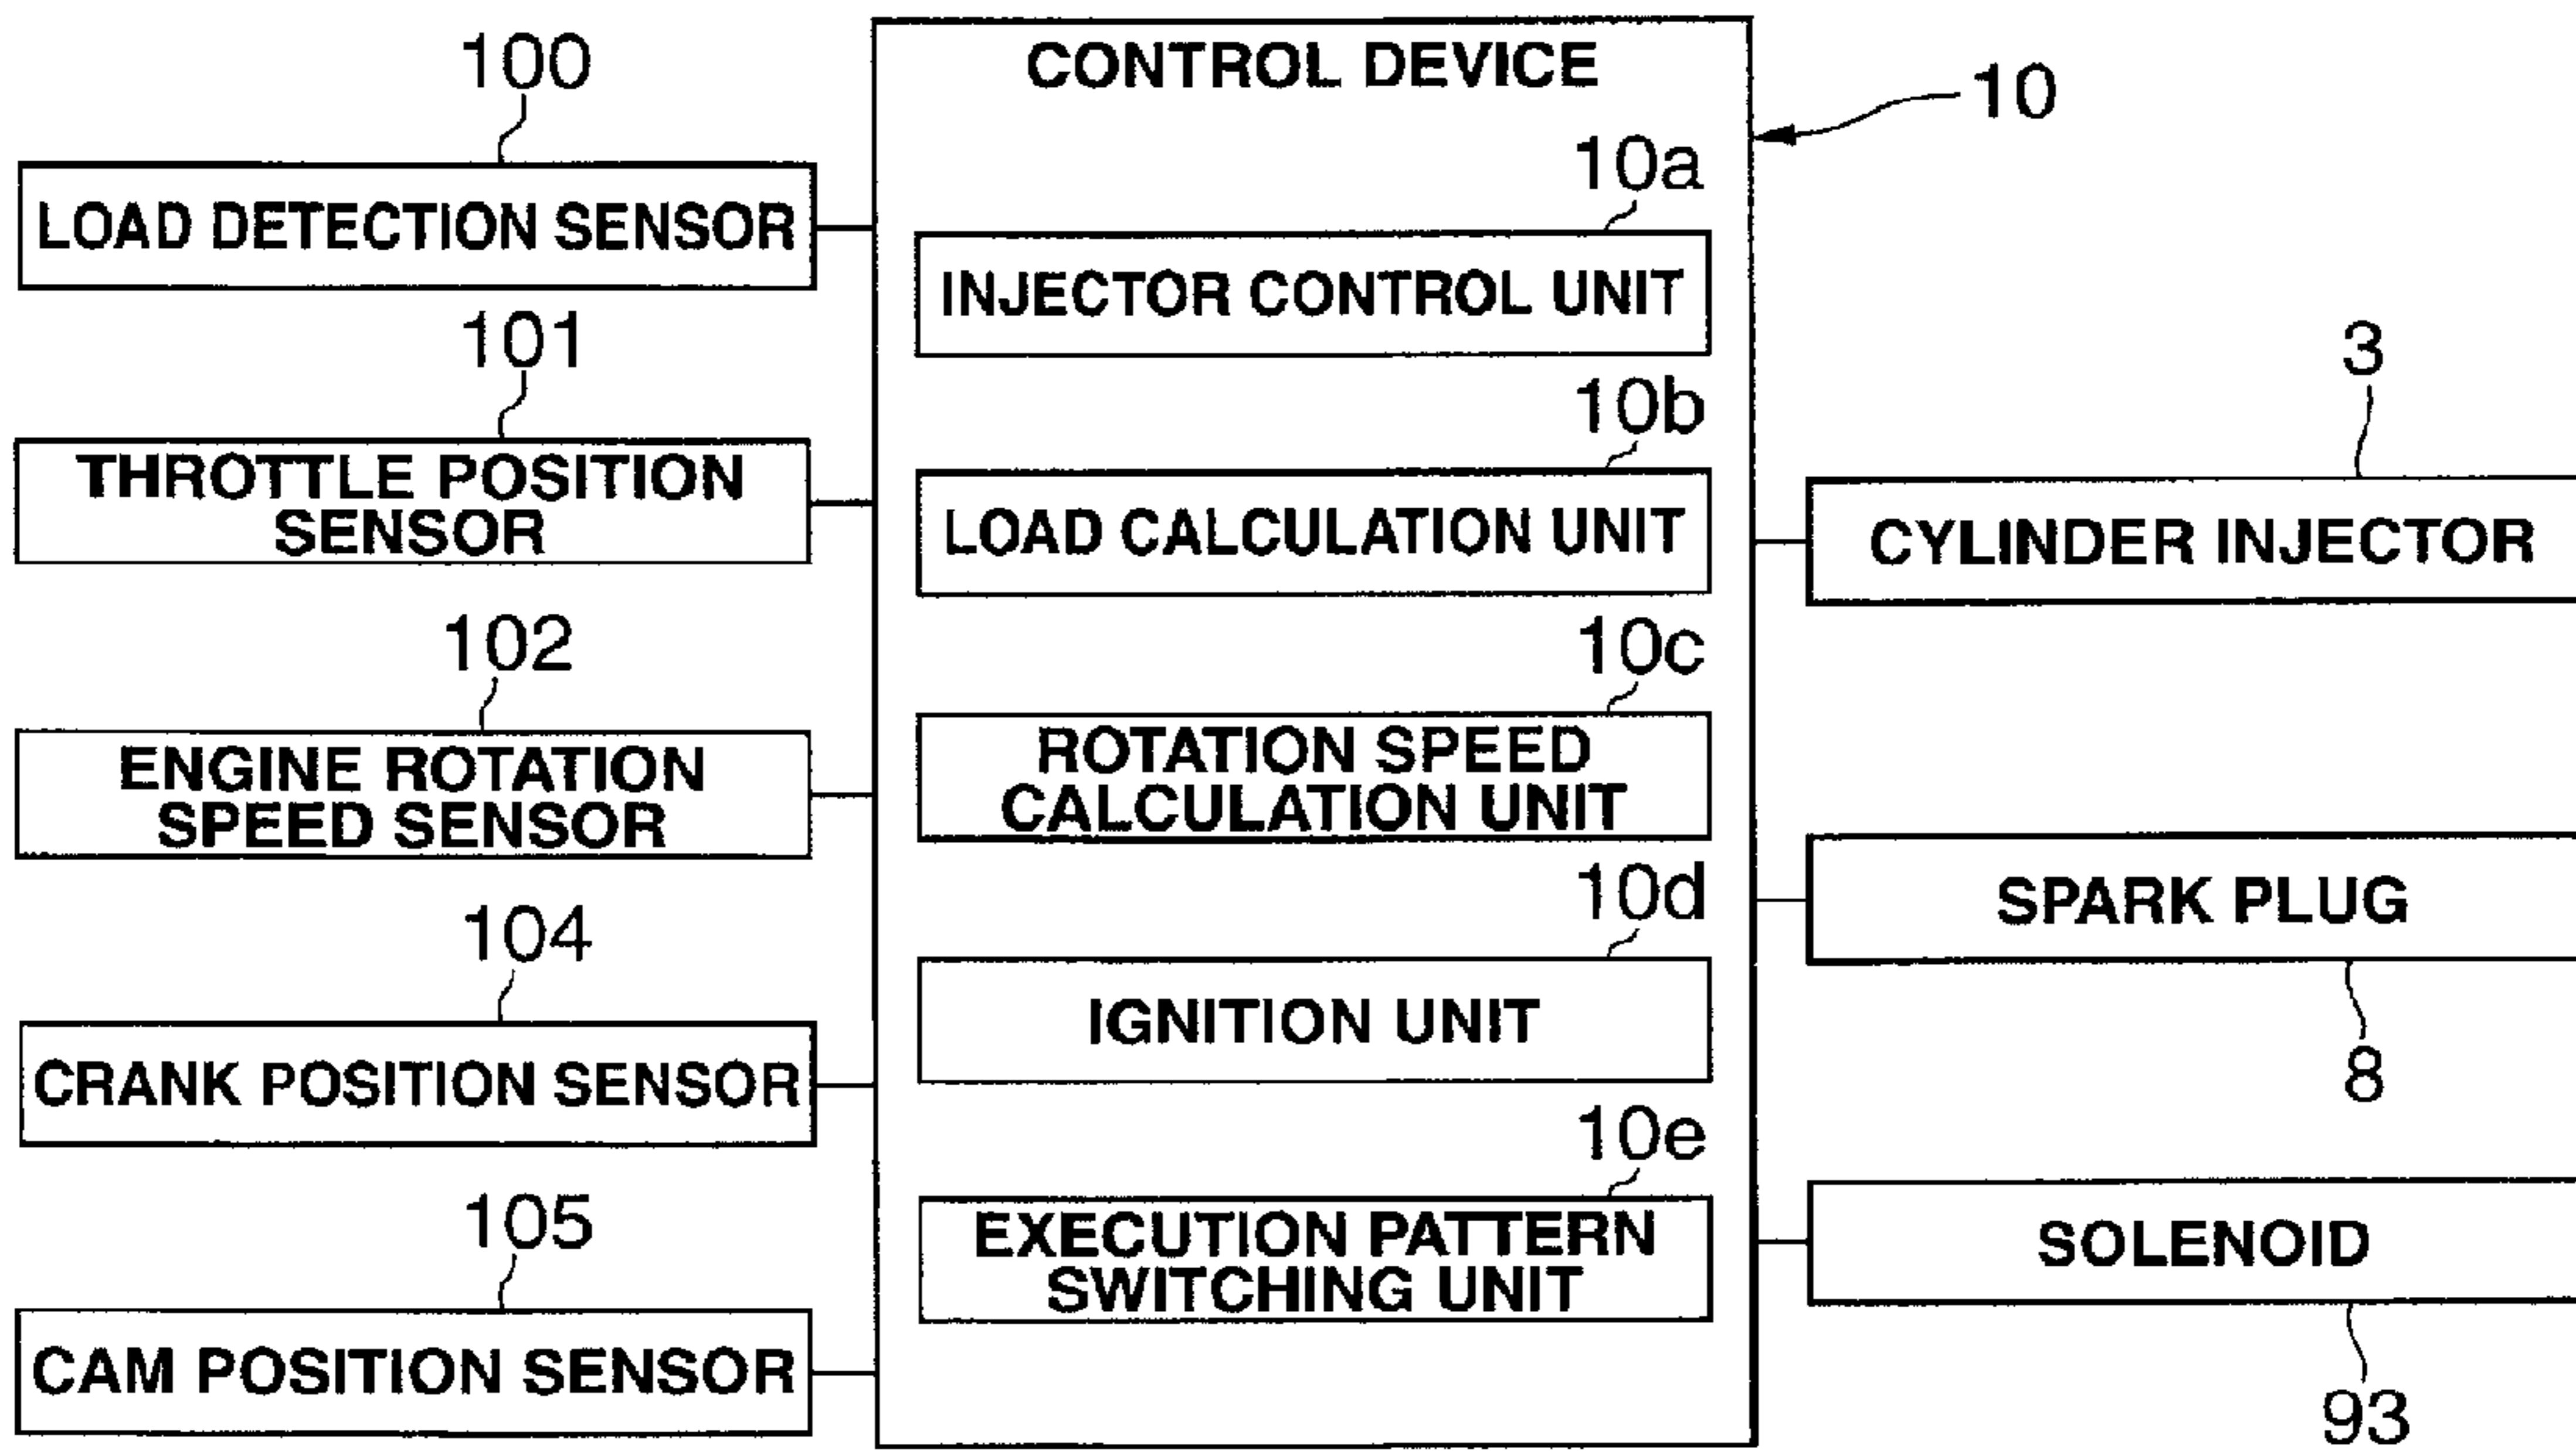 100
LOAD DETECTION SENSOR
101
THROTTLE POSITION
SENSOR
102
ENGINE ROTATION
SPEED SENSOR
104
CRANK POSITION SENSOR
105
CAM POSITION SENSOR
CONTROL DEVICE
10
10a
INJECTOR CONTROL UNIT
10b
LOAD CALCULATION UNIT
10c
ROTATION SPEED
CALCULATION UNIT
10d
IGNITION UNIT
10e
EXECUTION PATTERN
SWITCHING UNIT
3
CYLINDER INJECTOR
SPARK PLUG
8
SOLENOID
93